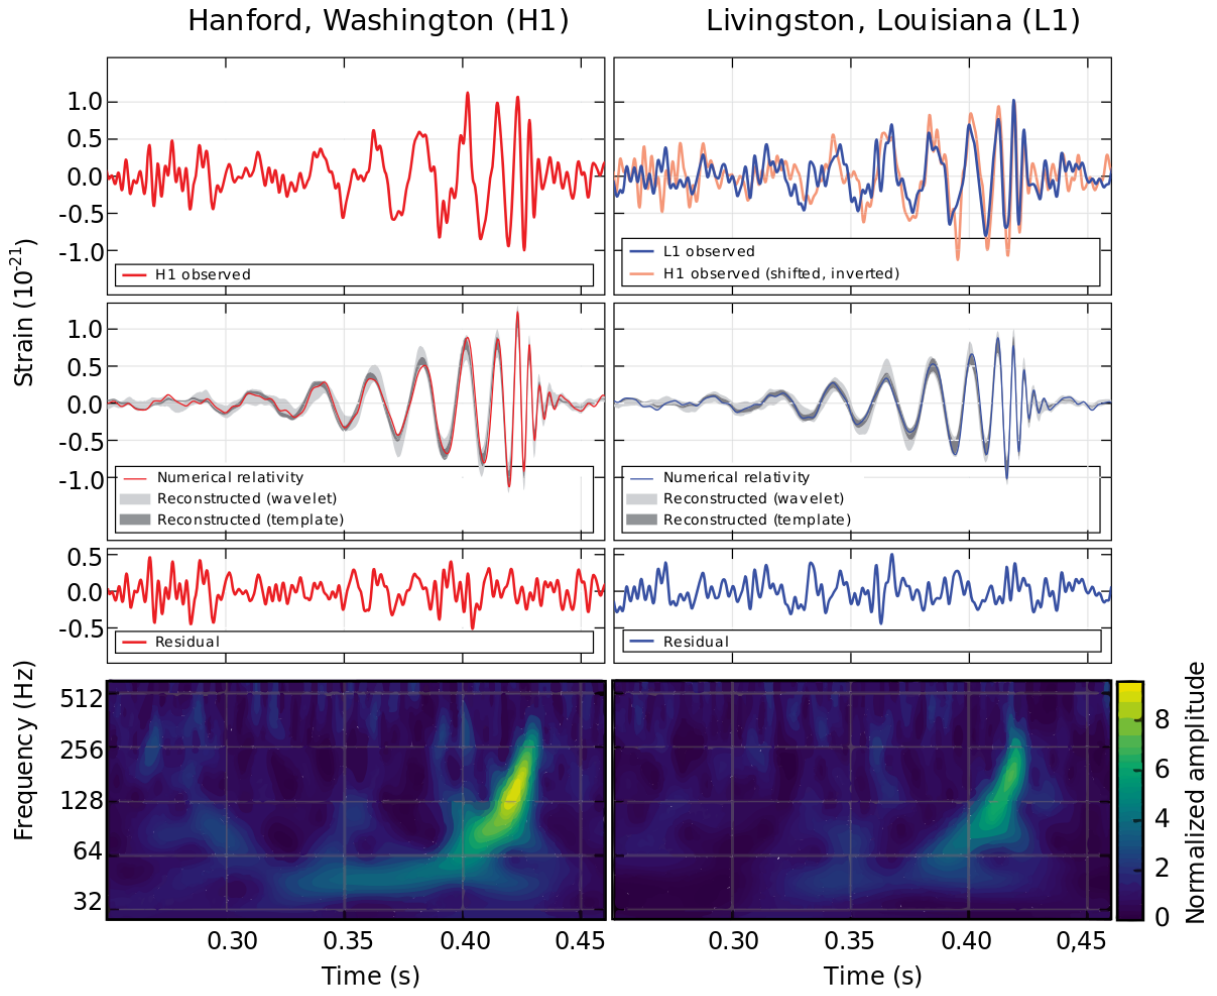 Hanford, Washington (H1)
Livingston, Louisiana (L1)
Strain (10-21)
1.0
0.5
0.0
-0.5
-1.0
H1 observed
L1 observed
H1 observed (shifted, inverted)
1.0
0.5
0.0
-0.5
-1.0
Numerical relativity
Reconstructed (wavelet)
Reconstructed (template)
Numerical relativity
Reconstructed (wavelet)
Reconstructed (template)
0.5
0.0
-0.5
Residual
Residual
Frequency (Hz)
512
256
128
64
32
Normalized amplitude
8
6
4
2
0
0.30
0.35
0.40
0.45
0.30
0.35
0.40
0,45
Time (s)
Time (s)